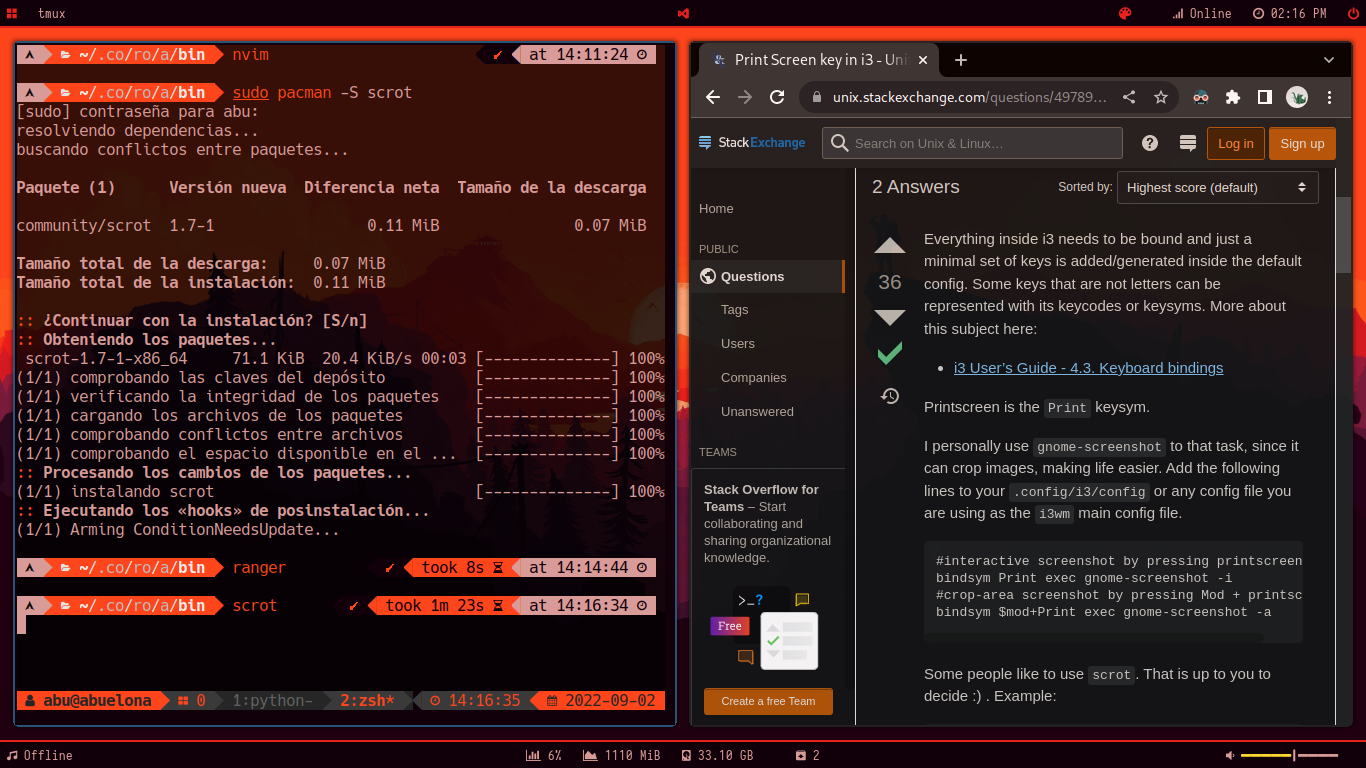 tmux
Online
02:16 PM
~/.co/ro/a/bin nvim ✔ at 14:11:24
~/.co/ro/a/bin sudo pacman -S scrot
[sudo] contraseña para abu:
resolviendo dependencias...
buscando conflictos entre paquetes...
Paquete (1) Versión nueva Diferencia neta Tamaño de la descarga
community/scrot 1.7-1 0.11 MiB 0.07 MiB
Tamaño total de la descarga: 0.07 MiB
Tamaño total de la instalación: 0.11 MiB
:: ¿Continuar con la instalación? [S/n]
:: Obteniendo los paquetes...
scrot-1.7-1-x86_64 71.1 KiB 20.4 KiB/s 00:03 [--------------] 100%
(1/1) comprobando las claves del depósito [--------------] 100%
(1/1) verificando la integridad de los paquetes [--------------] 100%
(1/1) cargando los archivos de los paquetes [--------------] 100%
(1/1) comprobando conflictos entre archivos [--------------] 100%
(1/1) comprobando el espacio disponible en el ... [--------------] 100%
:: Procesando los cambios de los paquetes...
(1/1) instalando scrot [--------------] 100%
:: Ejecutando los «hooks» de posinstalación...
(1/1) Arming ConditionNeedsUpdate...
~/.co/ro/a/bin ranger ✔ took 8s at 14:14:44
~/.co/ro/a/bin scrot ✔ took 1m 23s at 14:16:34
abu@abuelona 0 1:python- 2:zsh* 14:16:35 2022-09-02
Print Screen key in i3 - Uni
unix.stackexchange.com/questions/49789...
StackExchange
Search on Unix & Linux…
Log in
Sign up
Home
PUBLIC
Questions
Tags
Users
Companies
Unanswered
TEAMS
Stack Overflow for
Teams – Start
collaborating and
sharing organizational
knowledge.
>_?
Free
Create a free Team
2 Answers
Sorted by:
Highest score (default)
36
Everything inside i3 needs to be bound and just a
minimal set of keys is added/generated inside the default
config. Some keys that are not letters can be
represented with its keycodes or keysyms. More about
this subject here:
• i3 User’s Guide - 4.3. Keyboard bindings
Printscreen is the Print keysym.
I personally use gnome-screenshot to that task, since it
can crop images, making life easier. Add the following
lines to your .config/i3/config or any config file you
are using as the i3wm main config file.
#interactive screenshot by pressing printscreen
bindsym Print exec gnome-screenshot -i
#crop-area screenshot by pressing Mod + printsc
bindsym $mod+Print exec gnome-screenshot -a
Some people like to use scrot. That is up to you to
decide :) . Example:
Offline
6%
1110 MiB
33.10 GB
2